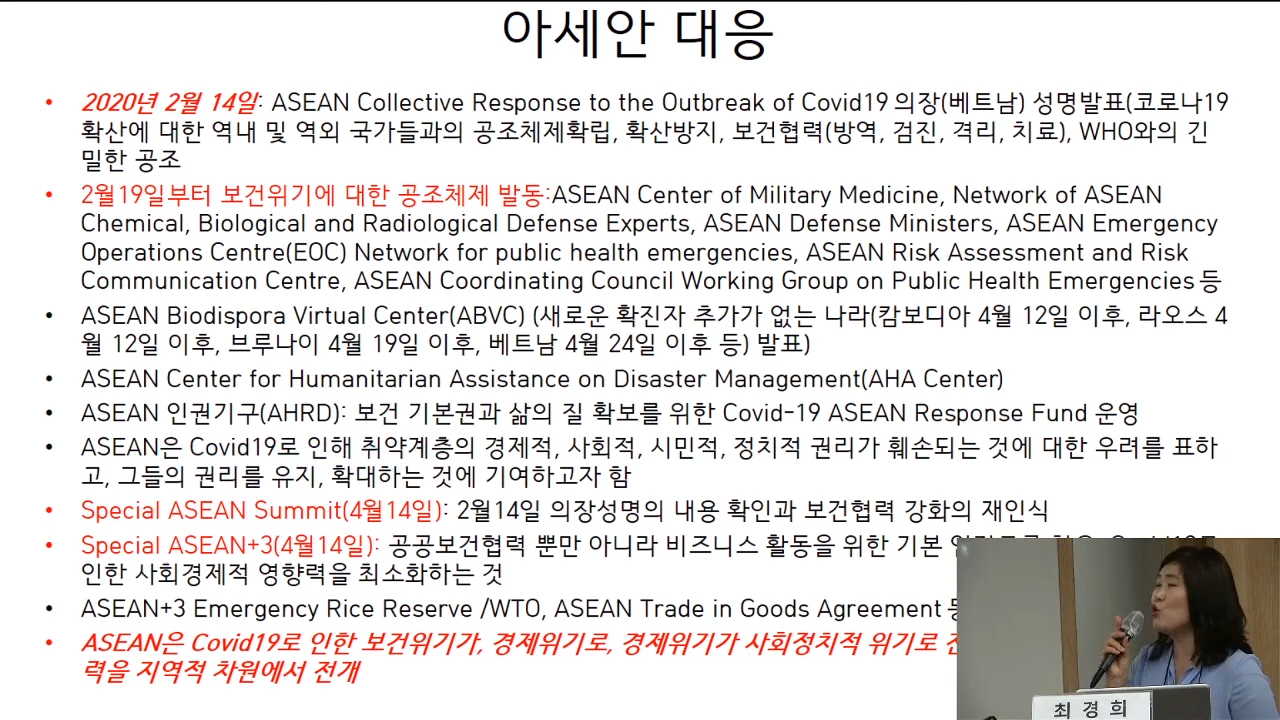 아세안 대응
• 2020년 2월 14일: ASEAN Collective Response to the Outbreak of Covid19 의장(베트남) 성명발표(코로나19
확산에 대한 역내 및 역외 국가들과의 공조체제확립, 확산방지, 보건협력(방역, 검진, 격리, 치료), WHO와의 긴
밀한 공조
• 2월19일부터 보건위기에 대한 공조체제 발동:ASEAN Center of Military Medicine, Network of ASEAN
Chemical, Biological and Radiological Defense Experts, ASEAN Defense Ministers, ASEAN Emergency
Operations Centre(EOC) Network for public health emergencies, ASEAN Risk Assessment and Risk
Communication Centre, ASEAN Coordinating Council Working Group on Public Health Emergencies 등
• ASEAN Biodispora Virtual Center(ABVC) (새로운 확진자 추가가 없는 나라(캄보디아 4월 12일 이후, 라오스 4
월 12일 이후, 브루나이 4월 19일 이후, 베트남 4월 24일 이후 등) 발표)
• ASEAN Center for Humanitarian Assistance on Disaster Management(AHA Center)
• ASEAN 인권기구(AHRD): 보건 기본권과 삶의 질 확보를 위한 Covid-19 ASEAN Response Fund 운영
• ASEAN은 Covid19로 인해 취약계층의 경제적, 사회적, 시민적, 정치적 권리가 훼손되는 것에 대한 우려를 표하
고, 그들의 권리를 유지, 확대하는 것에 기여하고자 함
• Special ASEAN Summit(4월14일): 2월14일 의장성명의 내용 확인과 보건협력 강화의 재인식
• Special ASEAN+3(4월14일): 공공보건협력 뿐만 아니라 비즈니스 활동을 위한 기본
인한 사회경제적 영향력을 최소화하는 것
• ASEAN+3 Emergency Rice Reserve /WTO, ASEAN Trade in Goods Agreement
• ASEAN은 Covid19로 인한 보건위기가, 경제위기로, 경제위기가 사회정치적 위기로
력을 지역적 차원에서 전개
최 경 희